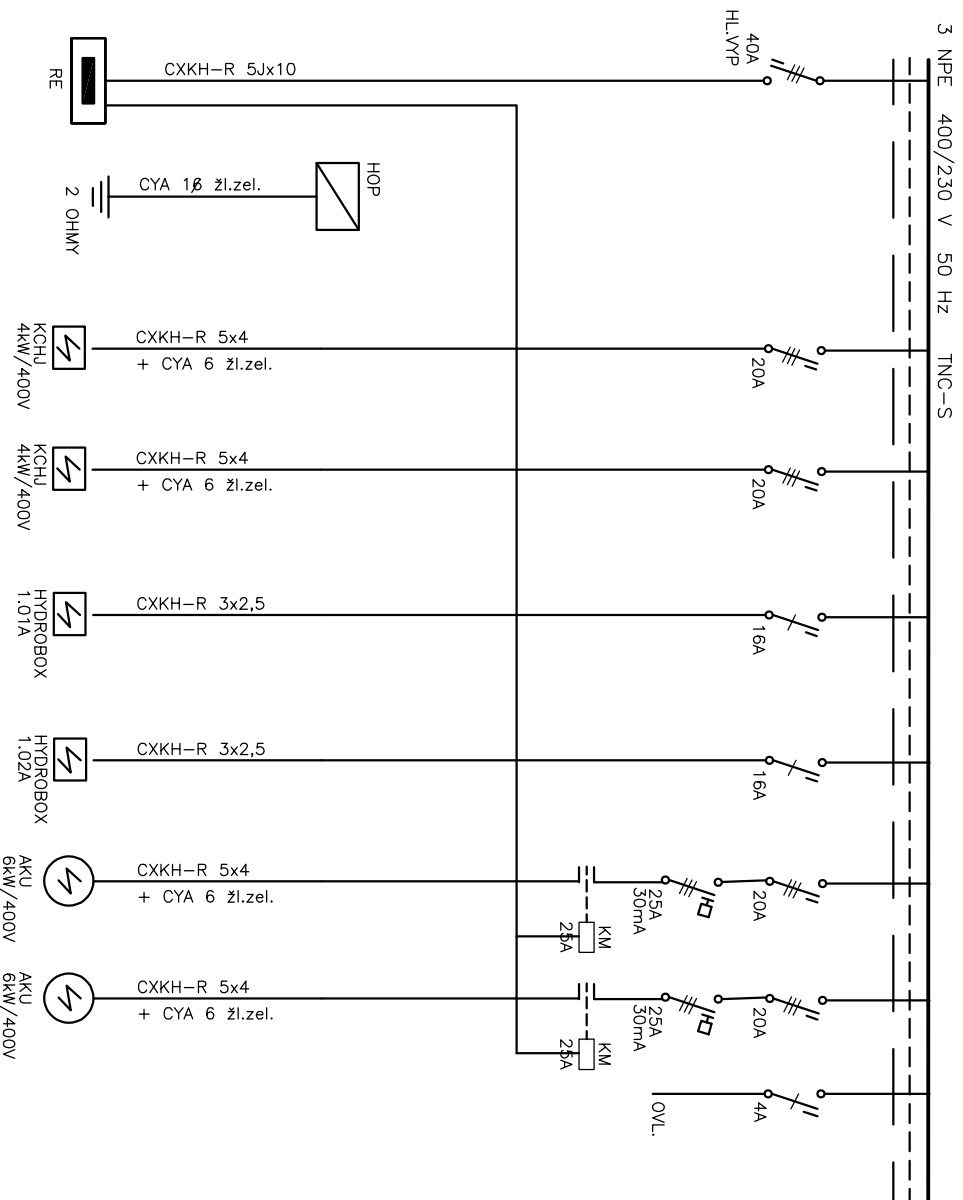 3 NPE 400/230 V 50 Hz TNC-S
40A
HL.VYP
CXKH-R 5Jx10
RE
HOP
CYA 16 žl.zel.
2 OHMY
20A
CXKH-R 5x4
+ CYA 6 žl.zel.
KCHJ
4kW/400V
20A
CXKH-R 5x4
+ CYA 6 žl.zel.
KCHJ
4kW/400V
16A
CXKH-R 3x2,5
HYDROBOX
1.01A
16A
CXKH-R 3x2,5
HYDROBOX
1.02A
20A
25A
30mA
KM
25A
CXKH-R 5x4
+ CYA 6 žl.zel.
AKU
6kW/400V
20A
25A
30mA
KM
25A
CXKH-R 5x4
+ CYA 6 žl.zel.
AKU
6kW/400V
4A
OVL.